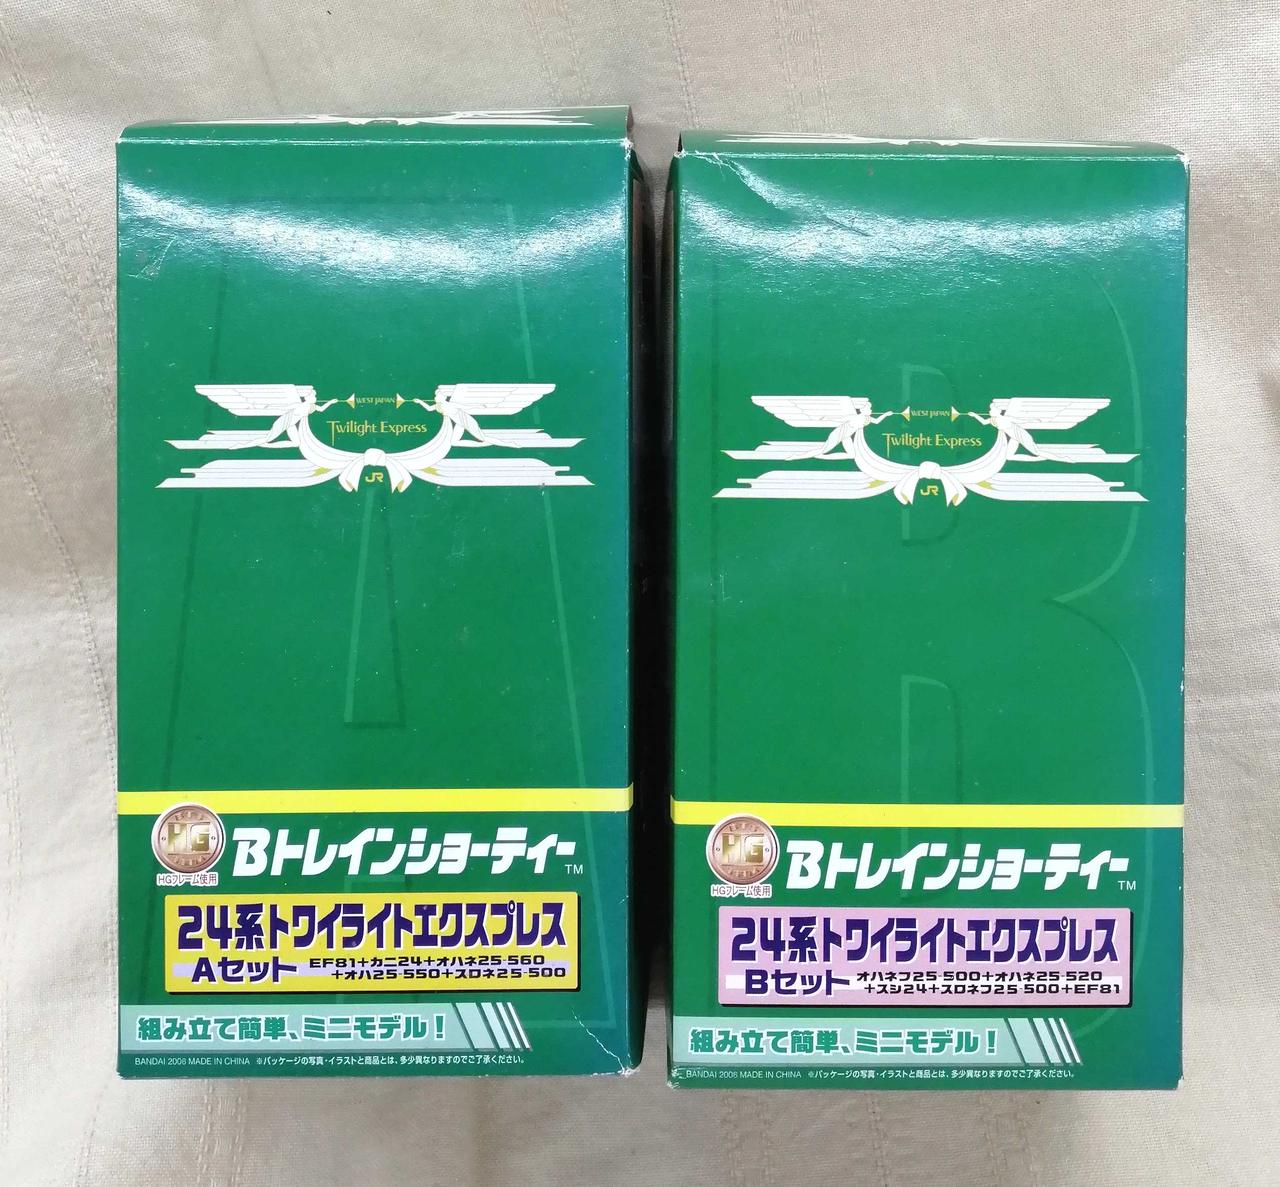 WEST JAPAN
Twilight Express
JR
HG
HGフレーム使用
Bトレインショーティー TM
24系トワイライトエクスプレス
Aセット
EF81+カニ24+オハネ25-560
+オハ25-550+スロネ25-500
組み立て簡単、ミニモデル!
BANDAI 2006 MADE IN CHINA ※パッケージの写真・イラストと商品とは、多少異なりますのでご了承ください。
WEST JAPAN
Twilight Express
JR
HG
HGフレーム使用
Bトレインショーティー TM
24系トワイライトエクスプレス
Bセット
オハネフ25-500+オハネ25-520
+スシ24+スロネフ25-500+EF81
組み立て簡単、ミニモデル!
BANDAI 2006 MADE IN CHINA ※パッケージの写真・イラストと商品とは、多少異なりますのでご了承ください。